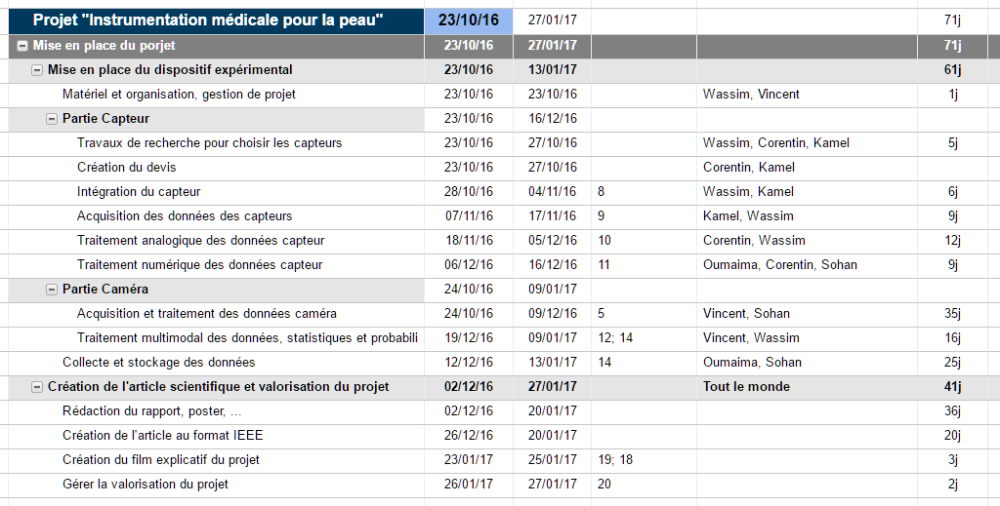 Projet "Instrumentation médicale pour la peau" 23/10/16 27/01/17 71j
Mise en place du porjet 23/10/16 27/01/17 71j
Mise en place du dispositif expérimental 23/10/16 13/01/17 61j
Matériel et organisation, gestion de projet 23/10/16 23/10/16 Wassim, Vincent 1j
Partie Capteur 23/10/16 16/12/16
Travaux de recherche pour choisir les capteurs 23/10/16 27/10/16 Wassim, Corentin, Kamel 5j
Création du devis 23/10/16 27/10/16 Corentin, Kamel
Intégration du capteur 28/10/16 04/11/16 8 Wassim, Kamel 6j
Acquisition des données des capteurs 07/11/16 17/11/16 9 Kamel, Wassim 9j
Traitement analogique des données capteur 18/11/16 05/12/16 10 Corentin, Wassim 12j
Traitement numérique des données capteur 06/12/16 16/12/16 11 Oumaima, Corentin, Sohan 9j
Partie Caméra 24/10/16 09/01/17
Acquisition et traitement des données caméra 24/10/16 09/12/16 5 Vincent, Sohan 35j
Traitement multimodal des données, statistiques et probabili 19/12/16 09/01/17 12; 14 Vincent, Wassim 16j
Collecte et stockage des données 12/12/16 13/01/17 14 Oumaima, Sohan 25j
Création de l'article scientifique et valorisation du projet 02/12/16 27/01/17 Tout le monde 41j
Rédaction du rapport, poster, ... 02/12/16 20/01/17 36j
Création de l'article au format IEEE 26/12/16 20/01/17 20j
Création du film explicatif du projet 23/01/17 25/01/17 19; 18 3j
Gérer la valorisation du projet 26/01/17 27/01/17 20 2j